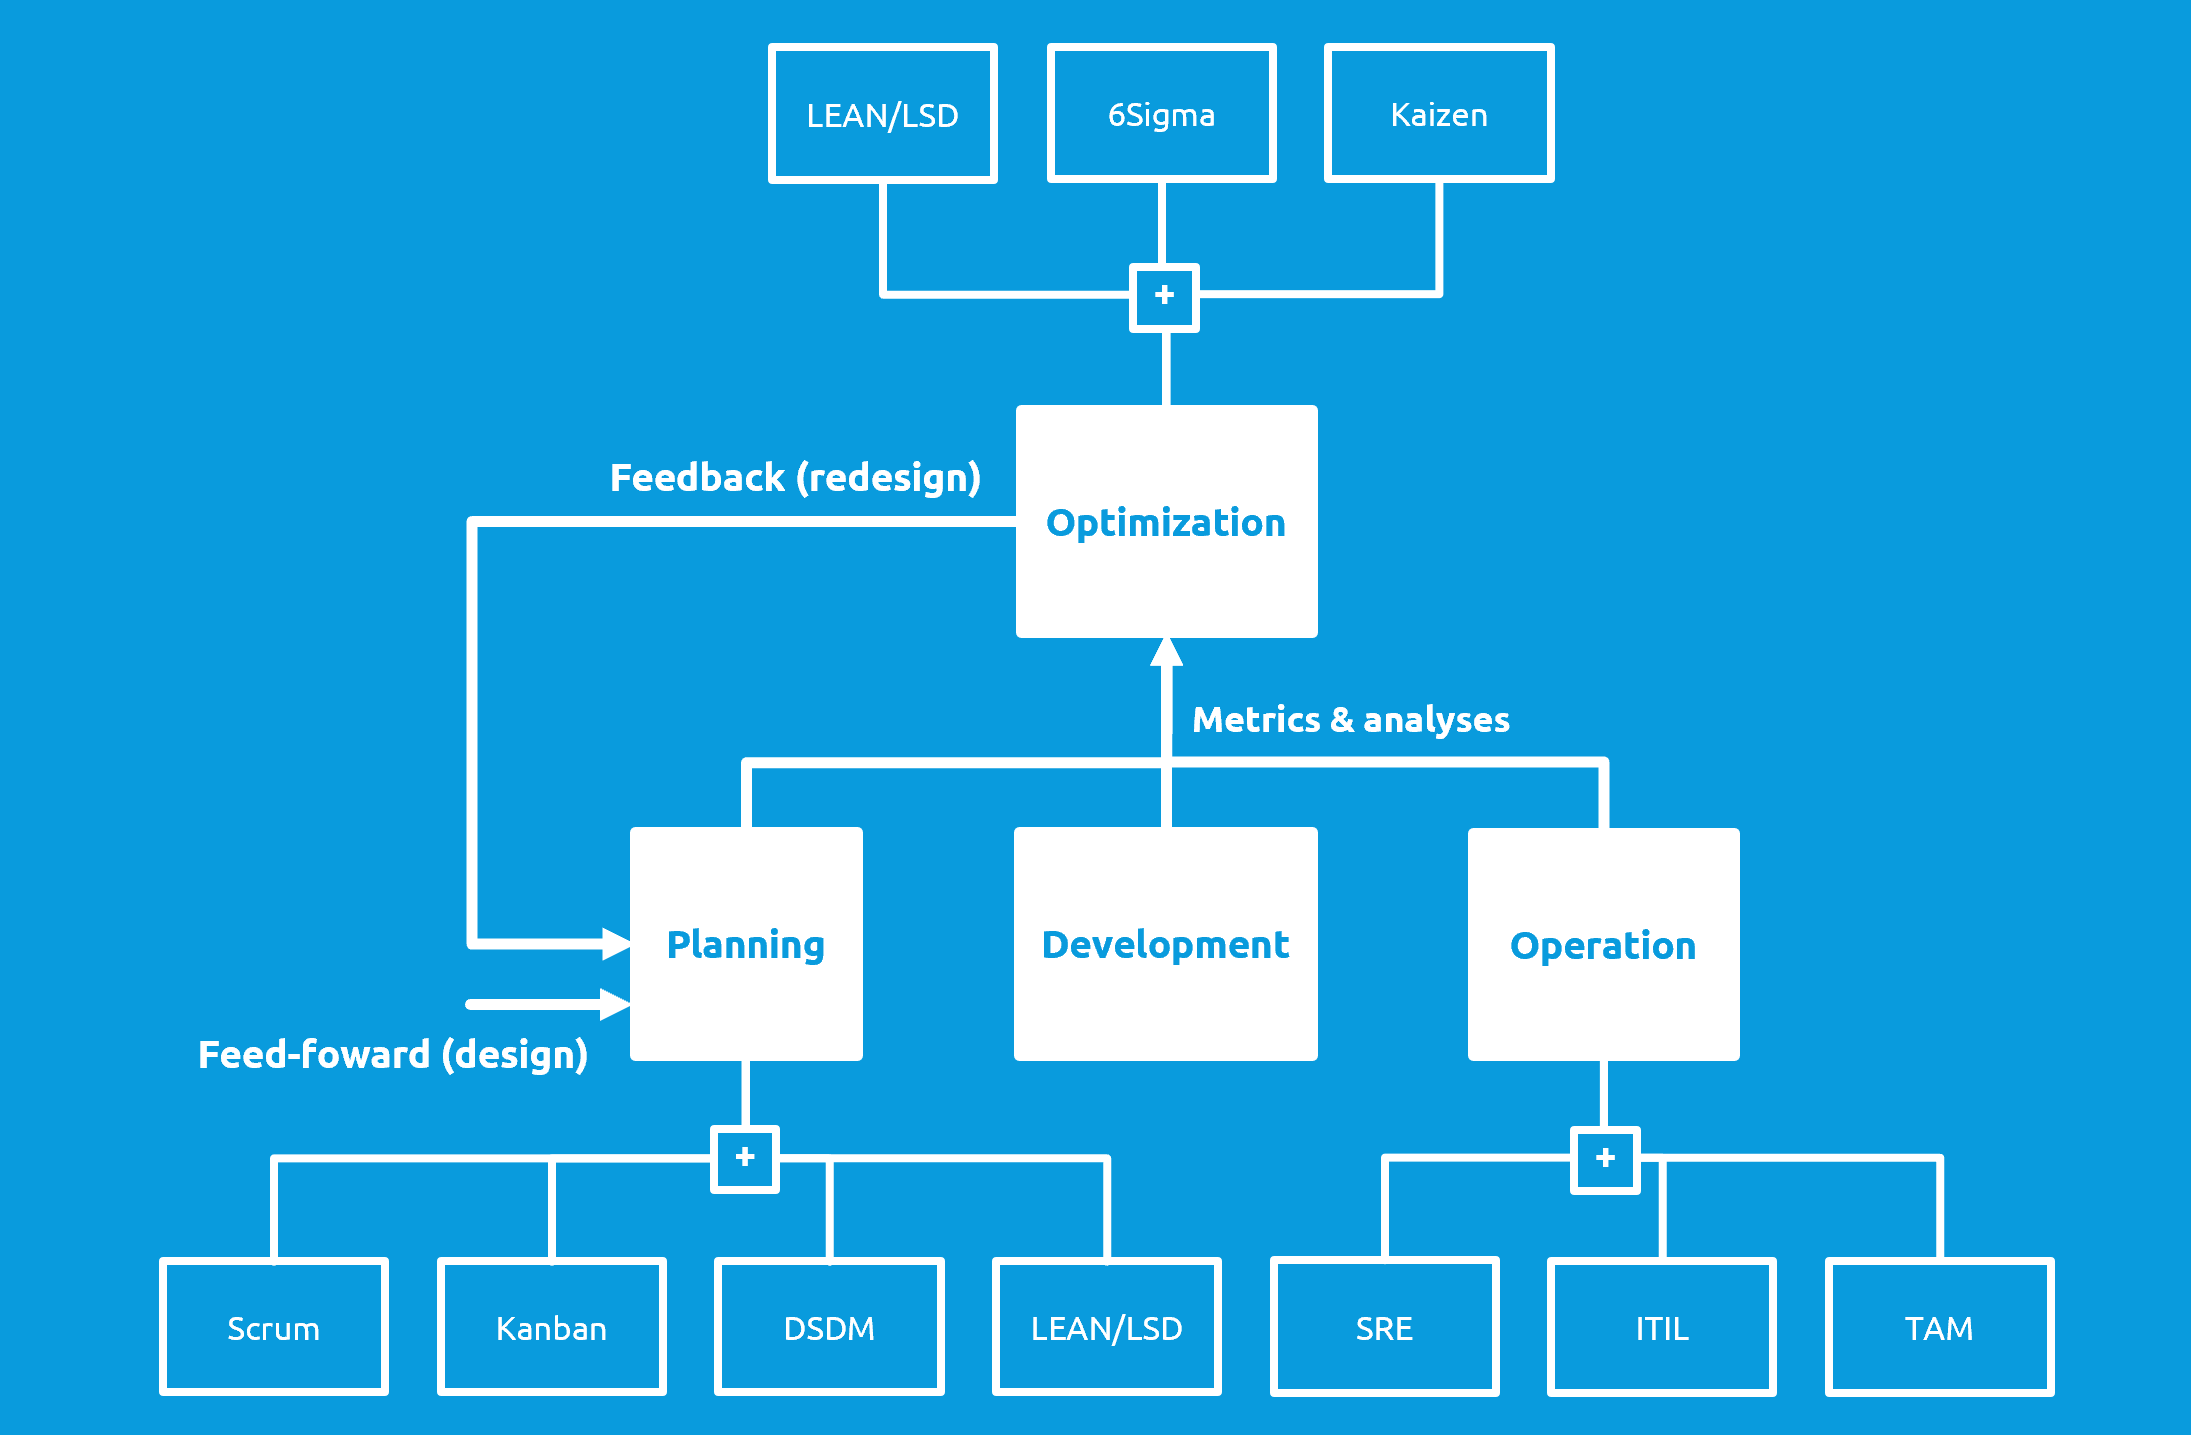 LEAN/LSD
6Sigma
Kaizen
+
Feedback (redesign)
Optimization
Metrics & analyses
Planning
Development
Operation
Feed-foward (design)
+
+
Scrum
Kanban
DSDM
LEAN/LSD
SRE
ITIL
TAM